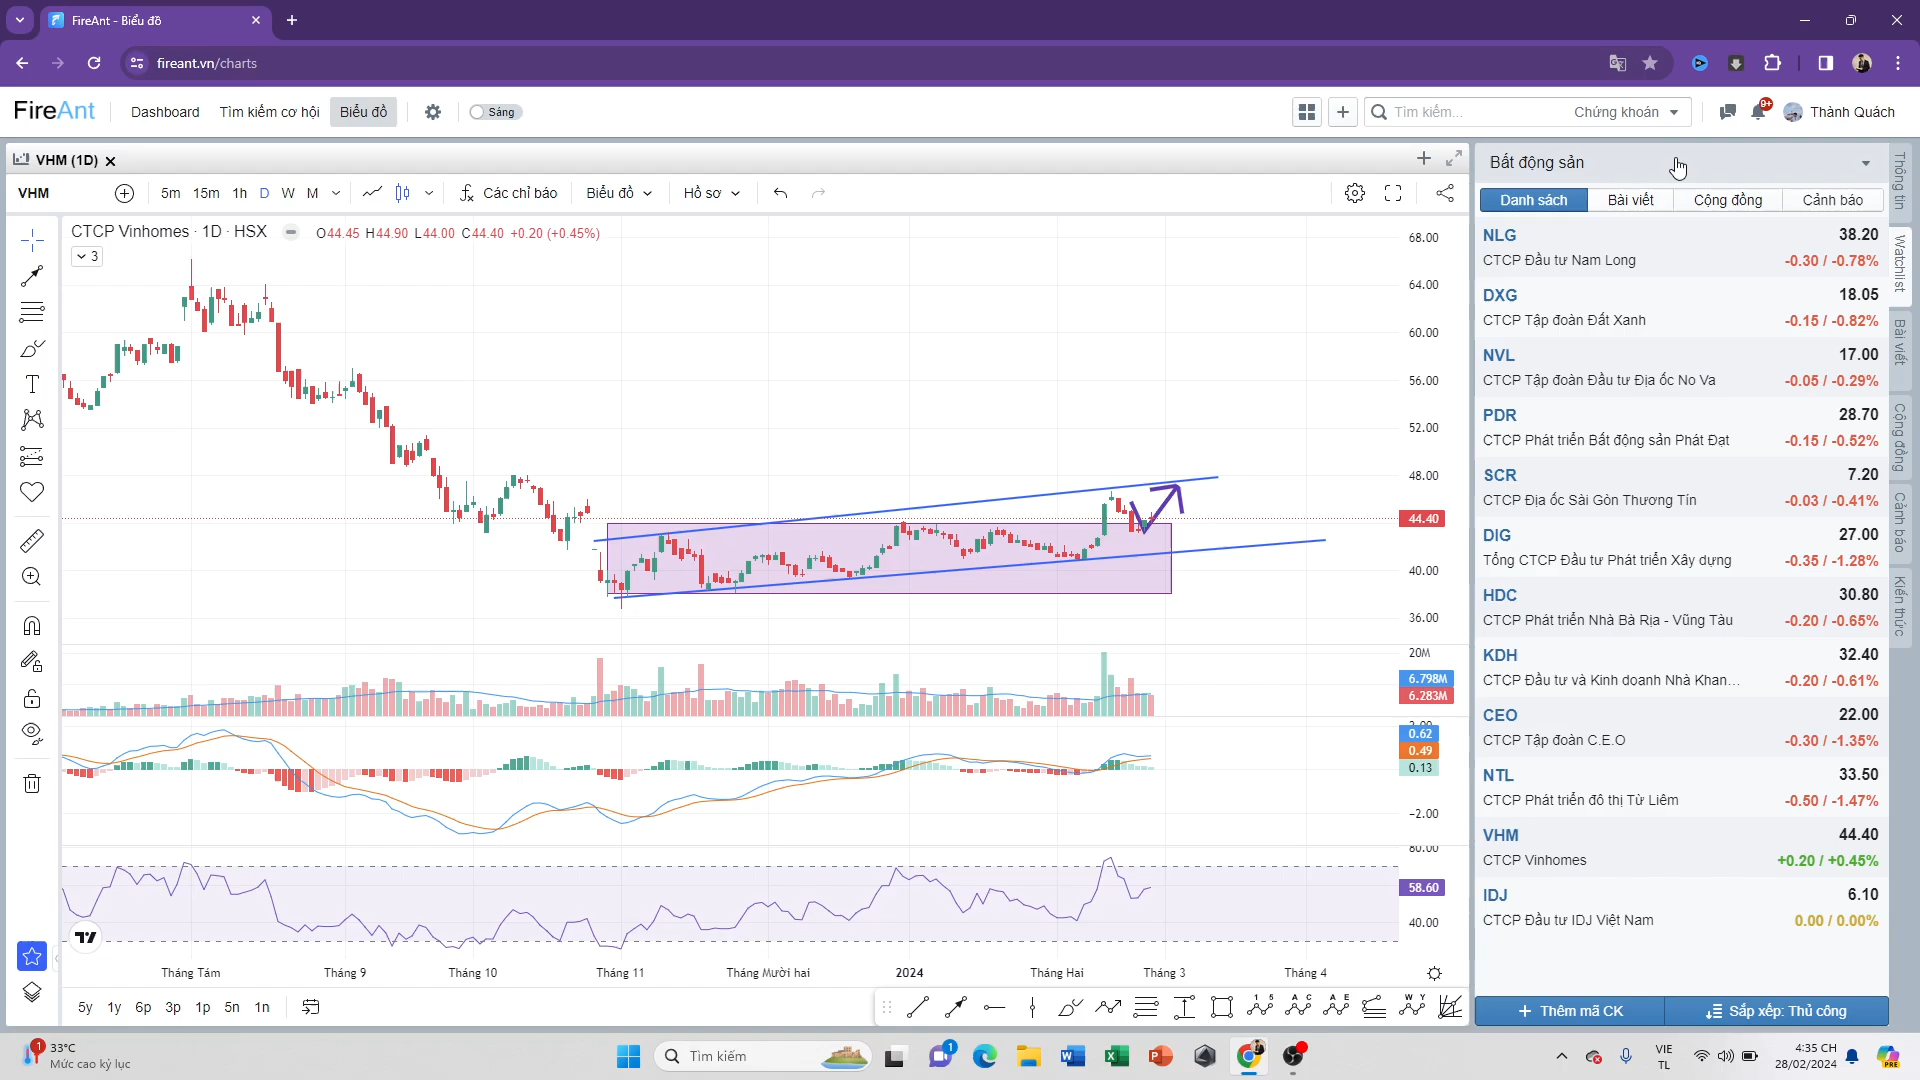 FireAnt - Biểu đồ
fireant.vn/charts
FireAnt
Dashboard
Tìm kiếm cơ hội
Biểu đồ
Sáng
Tìm kiếm...
Chứng khoán
9+
Thành Quách
VHM (1D)
VHM
5m 15m 1h D W M
Các chỉ báo
Biểu đồ
Hồ sơ
CTCP Vinhomes · 1D · HSX
O44.45 H44.90 L44.00 C44.40 +0.20 (+0.45%)
3
68.00
64.00
60.00
56.00
52.00
48.00
44.40
40.00
36.00
20M
6.798M
6.283M
2.00
0.62
0.49
0.13
−2.00
80.00
58.60
40.00
Tháng Tám
Tháng 9
Tháng 10
Tháng 11
Tháng Mười hai
2024
Tháng Hai
Tháng 3
Tháng 4
5y 1y 6p 3p 1p 5n 1n
Bất động sản
Danh sách
Bài viết
Cộng đồng
Cảnh báo
NLG 38.20
CTCP Đầu tư Nam Long -0.30 / -0.78%
DXG 18.05
CTCP Tập đoàn Đất Xanh -0.15 / -0.82%
NVL 17.00
CTCP Tập đoàn Đầu tư Địa ốc No Va -0.05 / -0.29%
PDR 28.70
CTCP Phát triển Bất động sản Phát Đạt -0.15 / -0.52%
SCR 7.20
CTCP Địa ốc Sài Gòn Thương Tín -0.03 / -0.41%
DIG 27.00
Tổng CTCP Đầu tư Phát triển Xây dựng -0.35 / -1.28%
HDC 30.80
CTCP Phát triển Nhà Bà Rịa - Vũng Tàu -0.20 / -0.65%
KDH 32.40
CTCP Đầu tư và Kinh doanh Nhà Khan... -0.20 / -0.61%
CEO 22.00
CTCP Tập đoàn C.E.O -0.30 / -1.35%
NTL 33.50
CTCP Phát triển đô thị Từ Liêm -0.50 / -1.47%
VHM 44.40
CTCP Vinhomes +0.20 / +0.45%
IDJ 6.10
CTCP Đầu tư IDJ Việt Nam 0.00 / 0.00%
Thêm mã CK
Sắp xếp: Thủ công
Thông tin
Watchlist
Bài viết
Cộng đồng
Cảnh báo
Kiến thức
1
33°C
Mức cao kỷ lục
Tìm kiếm
1
VIE
TL
4:35 CH
28/02/2024